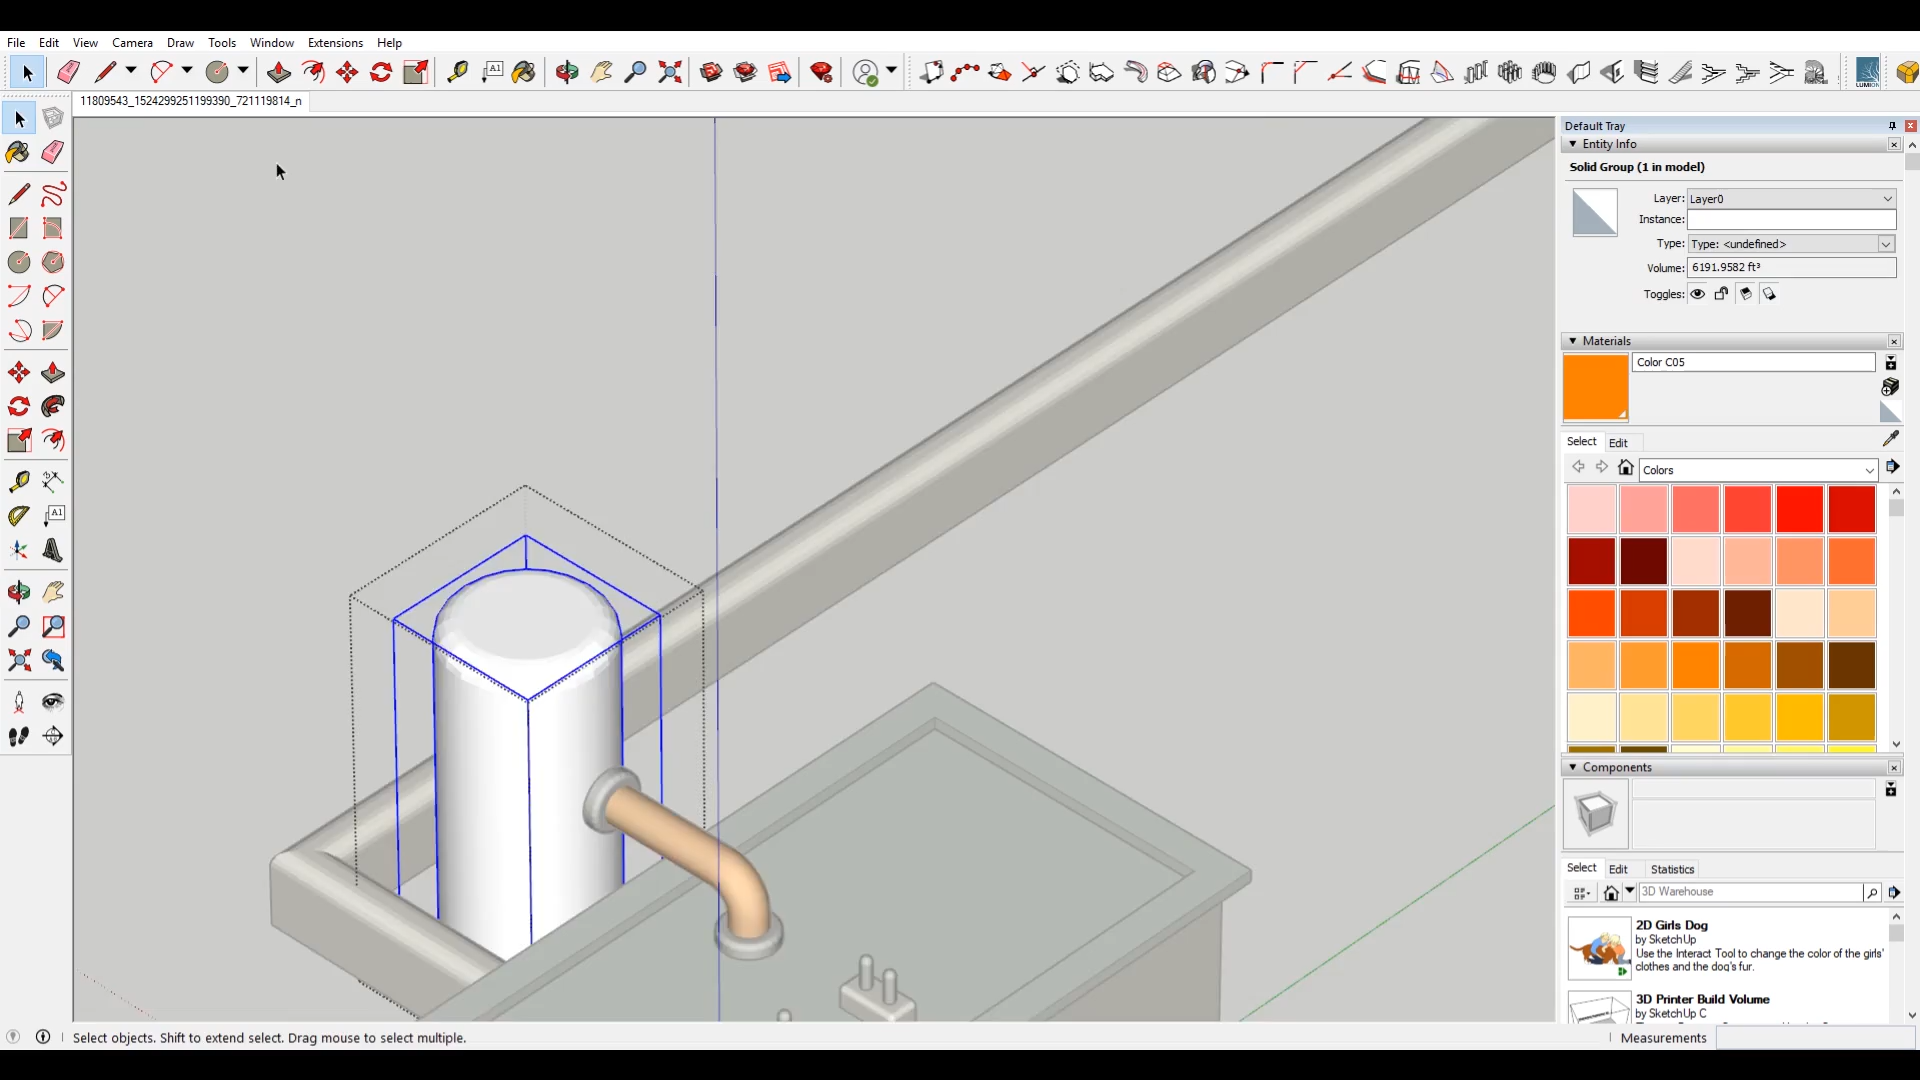 File Edit View Camera Draw Tools Window Extensions Help
A1
LUMION
11809543_1524299251199390_721119814_n
Default Tray
Entity Info
Solid Group (1 in model)
Layer: Layer0
Instance:
Type: Type: <undefined>
Volume: 6191.9582 ft³
Toggles:
Materials
Color C05
Select Edit
Colors
A1
Components
Select Edit Statistics
3D Warehouse
2D Girls Dog
by SketchUp
Use the Interact Tool to change the color of the girls'
clothes and the dog's fur.
3D Printer Build Volume
by SketchUp C
Select objects. Shift to extend select. Drag mouse to select multiple.
Measurements